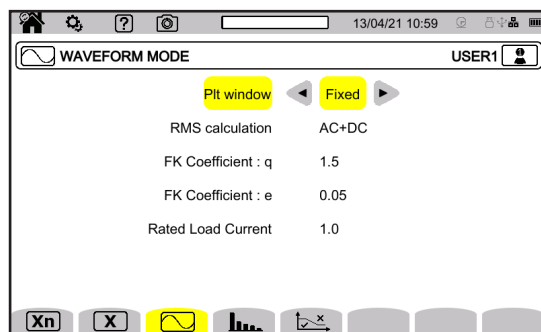 13/04/21 10:59
WAVEFORM MODE
USER1
Plt window Fixed
RMS calculation AC+DC
FK Coefficient : q 1.5
FK Coefficient : e 0.05
Rated Load Current 1.0
Xn X